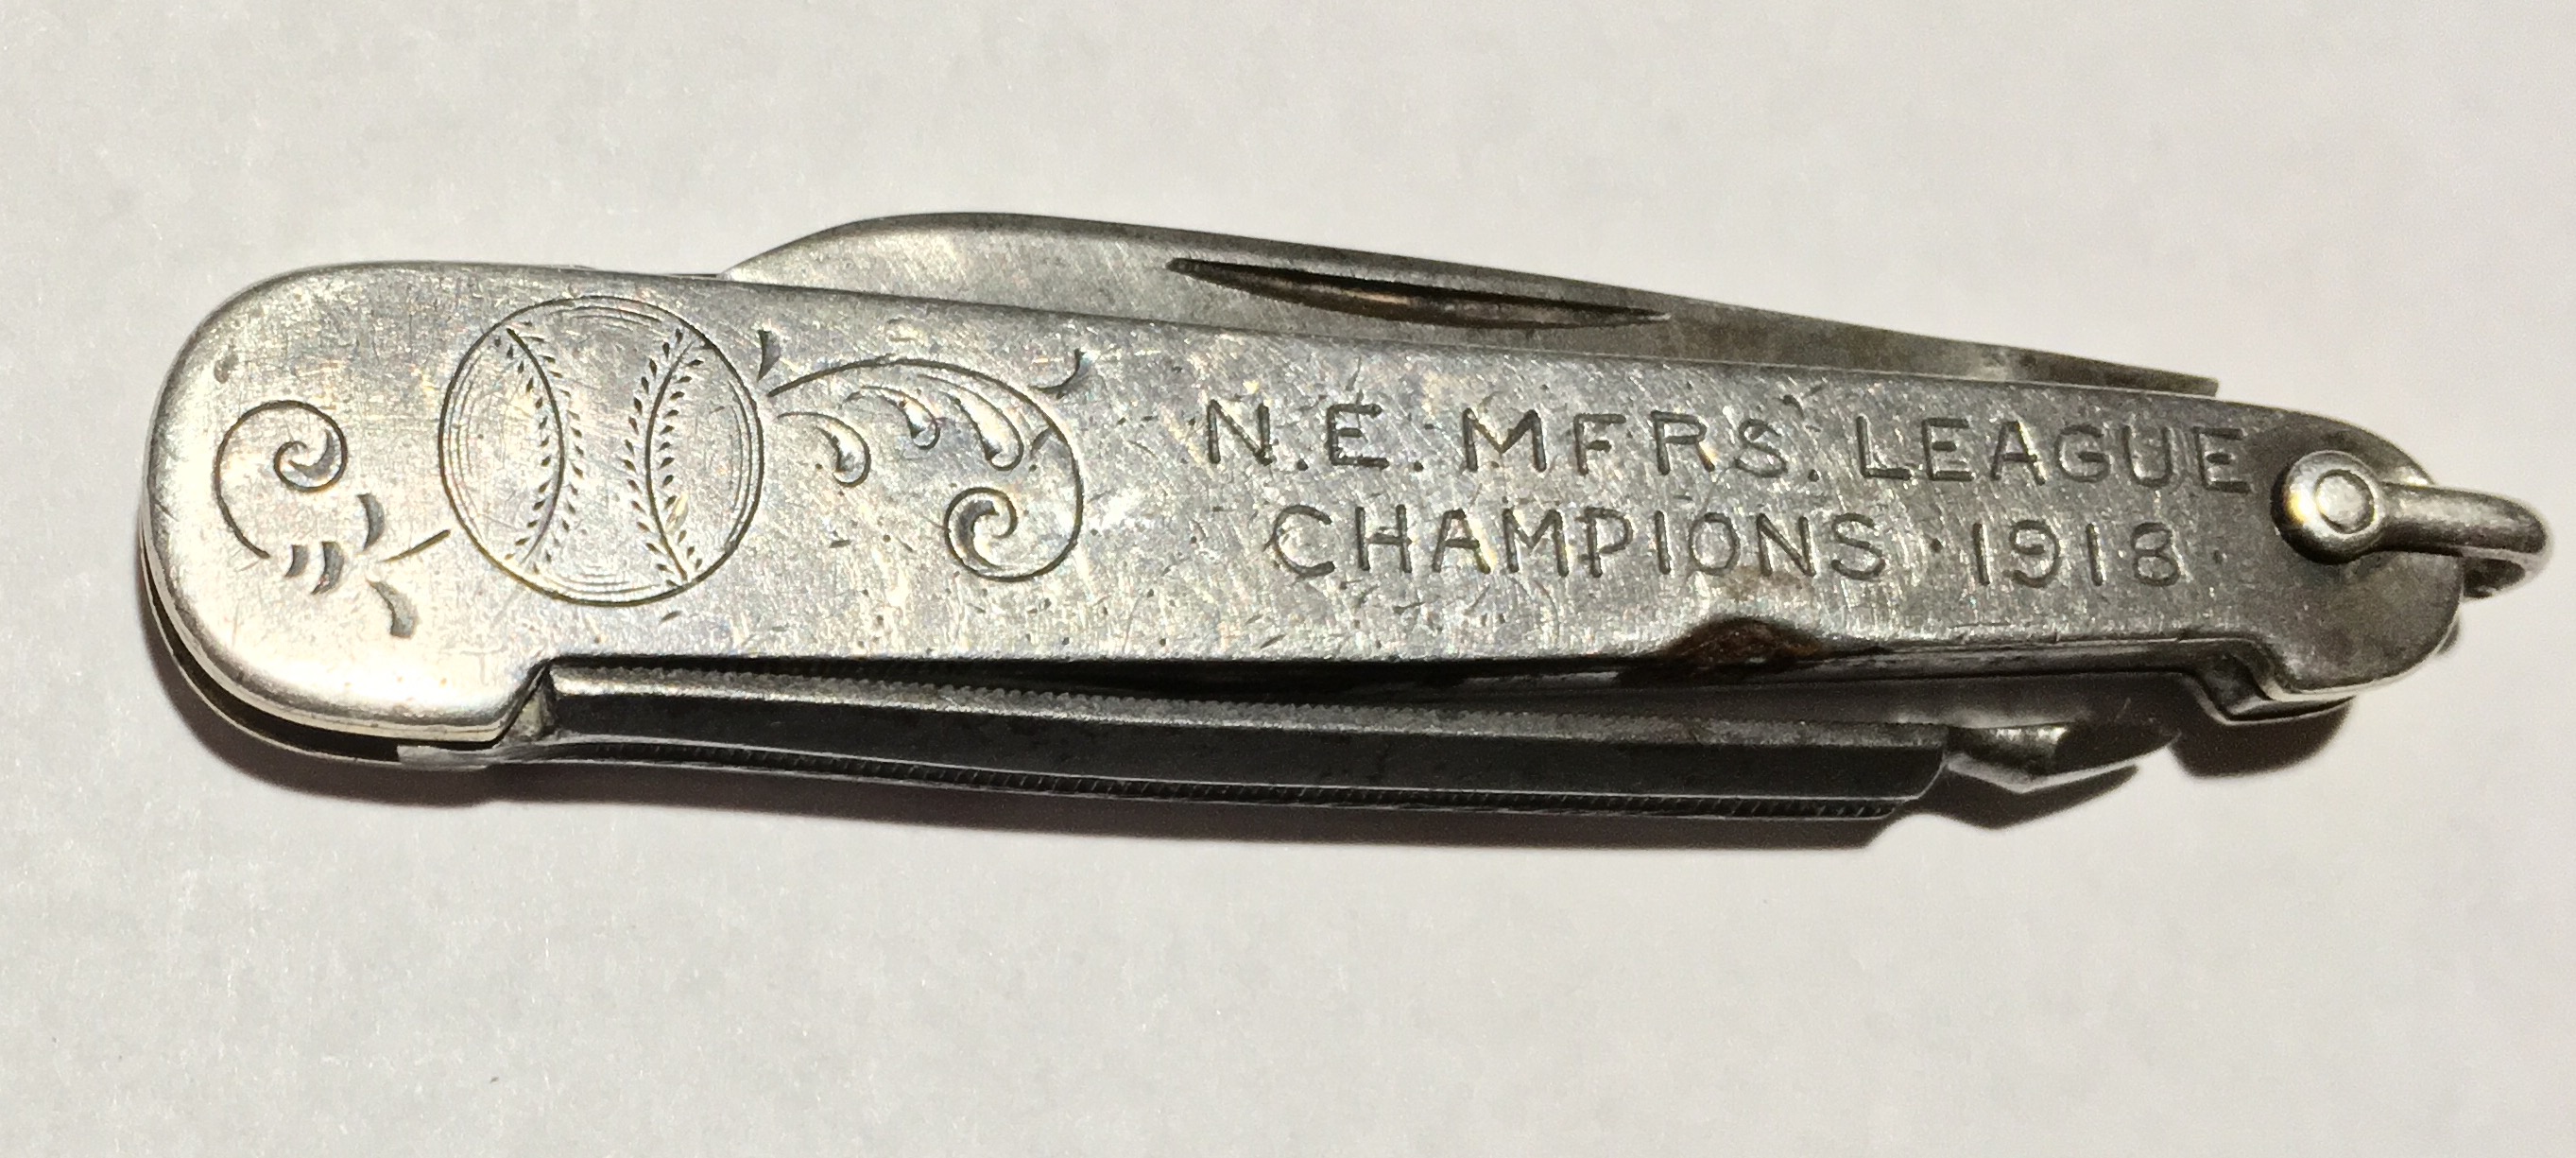 N.E. MFRS. LEAGUE
CHAMPIONS · 1918 ·